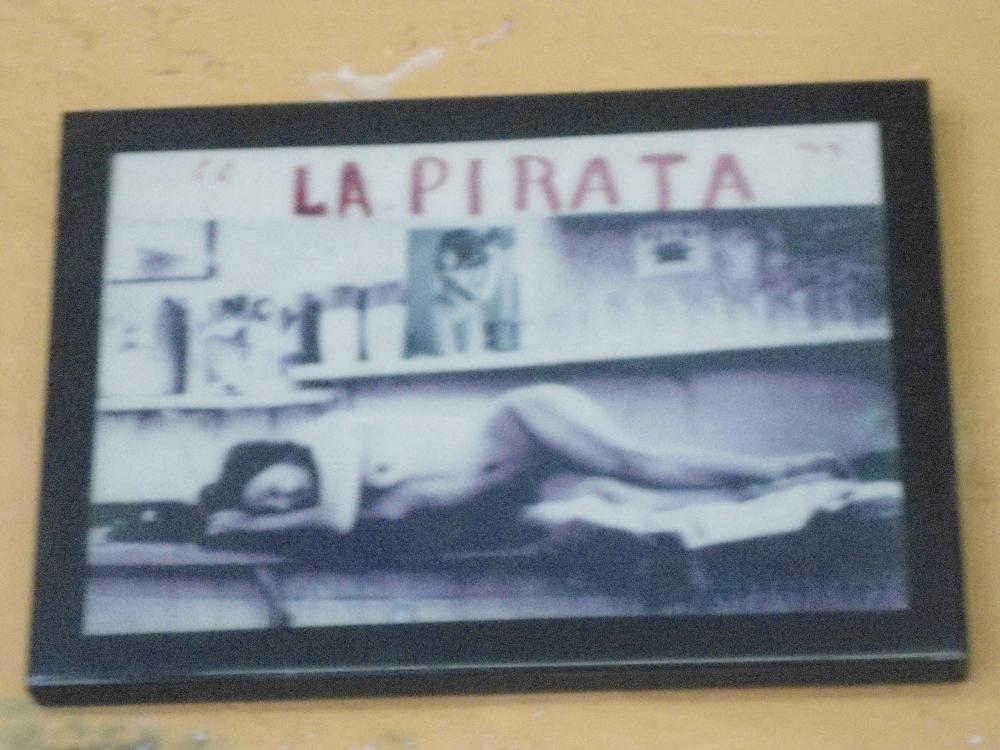 “ LA PIRATA ”